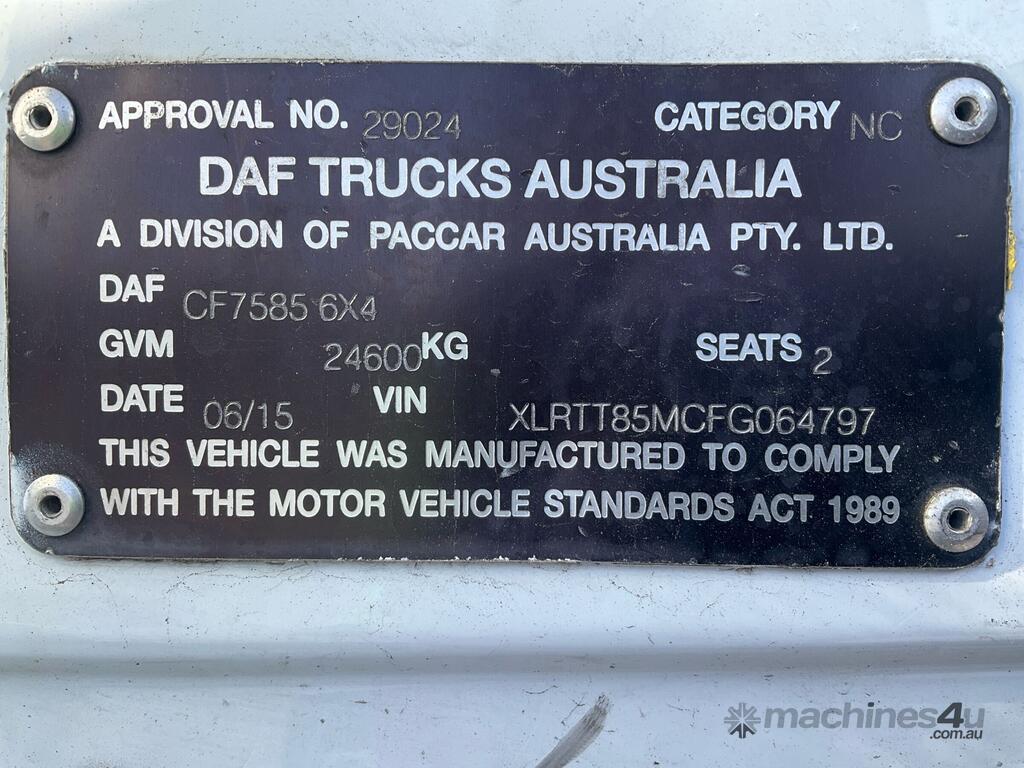 APPROVAL NO. 29024 CATEGORY NC
DAF TRUCKS AUSTRALIA
A DIVISION OF PACCAR AUSTRALIA PTY. LTD.
DAF CF7585 6X4
GVM 24600 KG SEATS 2
DATE 06/15 VIN XLRTT85MCFG064797
THIS VEHICLE WAS MANUFACTURED TO COMPLY
WITH THE MOTOR VEHICLE STANDARDS ACT 1989
machines4u
.com.au